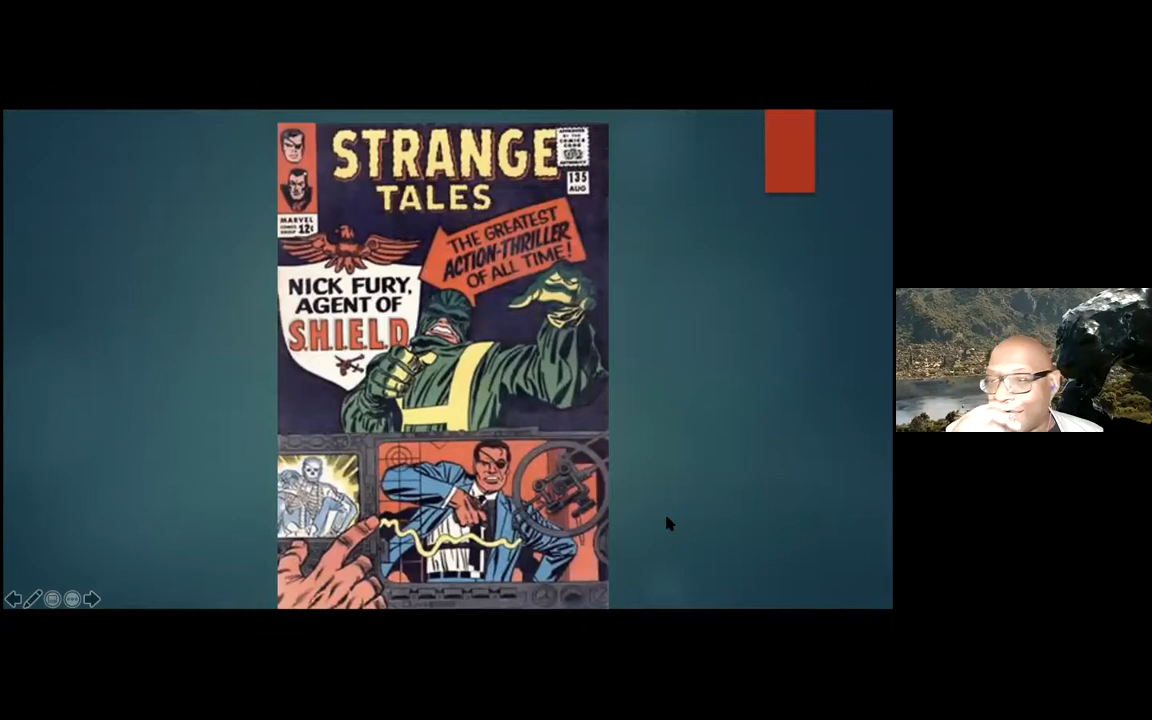 STRANGE
TALES
APPROVED
BY THE
COMICS
CODE
AUTHORITY
135
AUG
MARVEL
COMICS
GROUP 12¢
THE GREATEST
ACTION-THRILLER
OF ALL TIME!
NICK FURY,
AGENT OF
S.H.I.E.L.D.